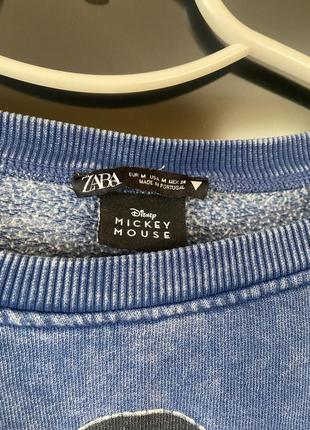 ZARA
EUR M USA M MEX 28
MADE IN PORTUGAL
Disney
MICKEY
MOUSE